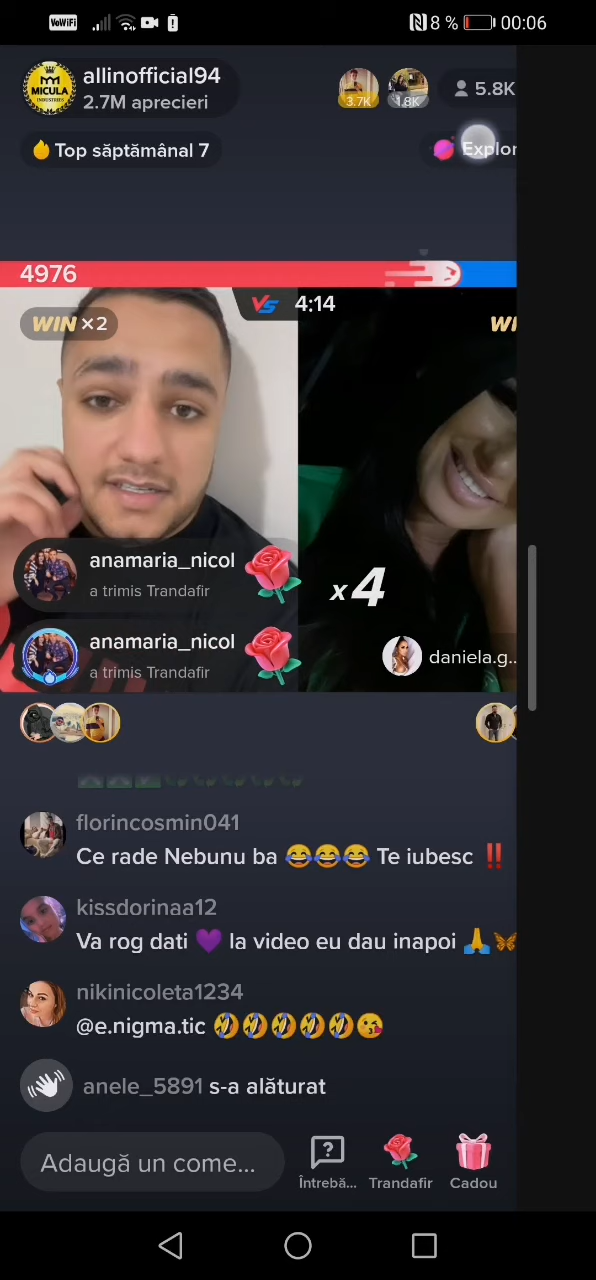 VoWiFi
8 %
00:06
MICULA
INDUSTRIES
allinofficial94
2.7M aprecieri
3.7K
1.8K
5.8K
Top săptămânal 7
Explor
4976
VS
4:14
WIN ×2
WI
anamaria_nicol
a trimis Trandafir
x4
anamaria_nicol
a trimis Trandafir
daniela.g..
florincosmin041
Ce rade Nebunu ba 😂😂😂 Te iubesc ‼️
kissdorinaa12
Va rog dati 💜 la video eu dau inapoi 🙏🦋
nikinicoleta1234
@e.nigma.tic 🤣🤣🤣🤣🤣😘
anele_5891 s-a alăturat
Adaugă un come...
Întrebă...
Trandafir
Cadou